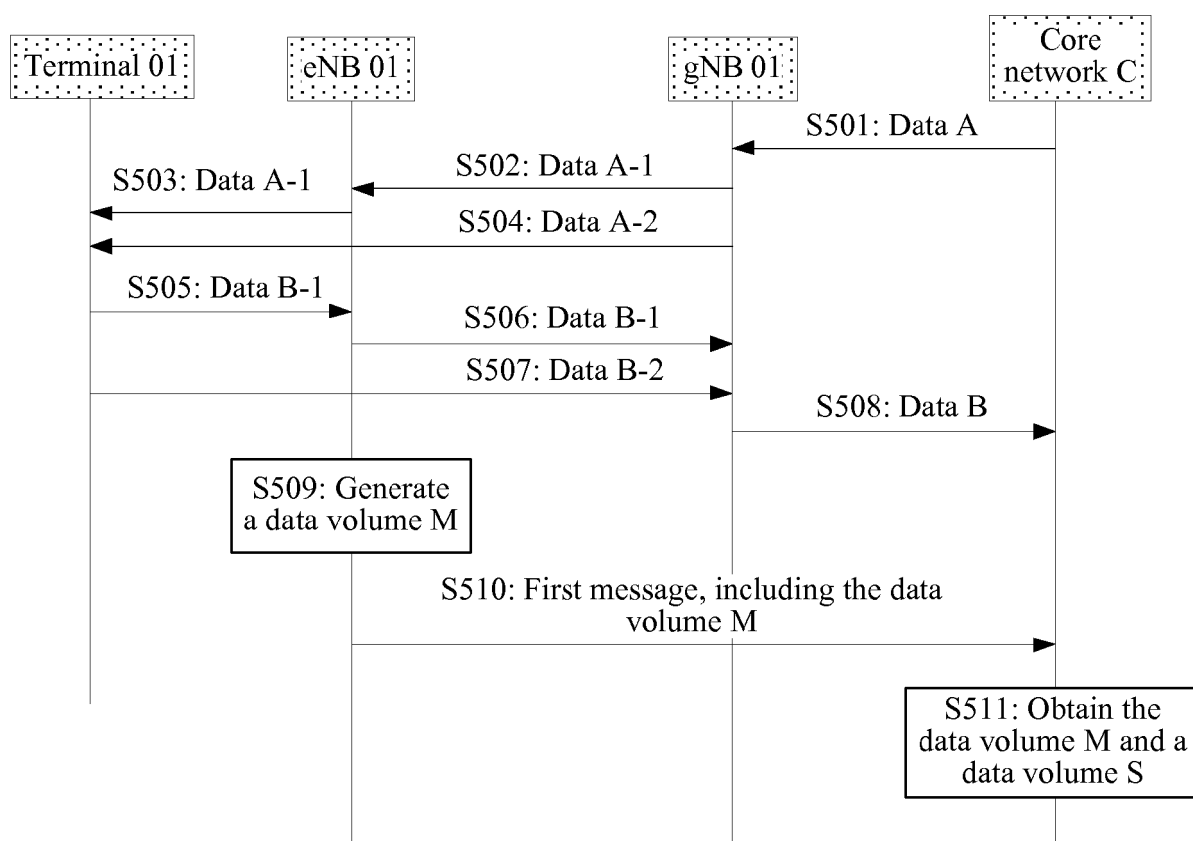 Terminal 01
eNB 01
gNB 01
Core
network C
S501: Data A
S502: Data A-1
S503: Data A-1
S504: Data A-2
S505: Data B-1
S506: Data B-1
S507: Data B-2
S508: Data B
S509: Generate
a data volume M
S510: First message, including the data
volume M
S511: Obtain the
data volume M and a
data volume S